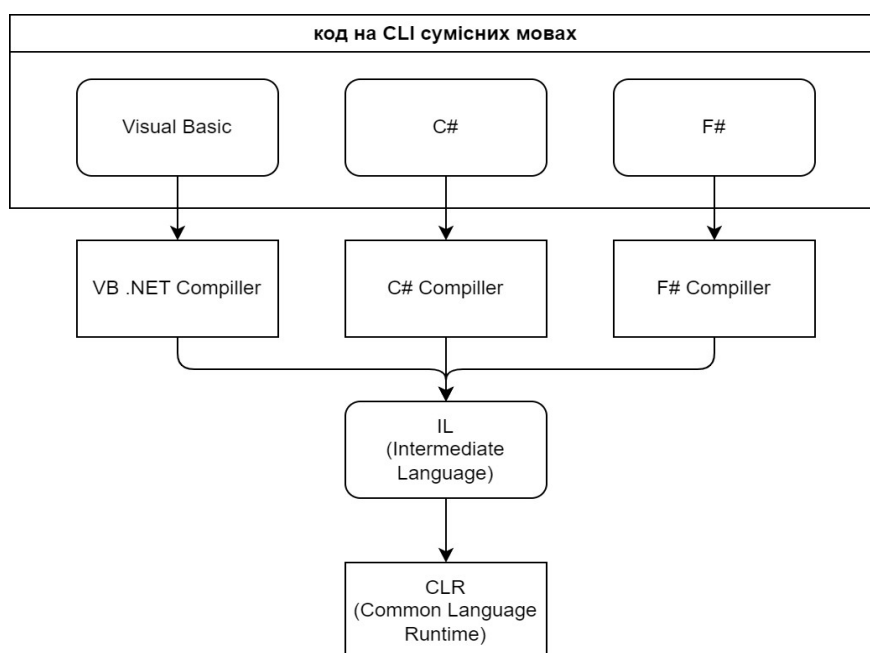 код на CLI сумісних мовах
Visual Basic
C#
F#
VB .NET Compiller
C# Compiller
F# Compiller
IL
(Intermediate
Language)
CLR
(Common Language
Runtime)